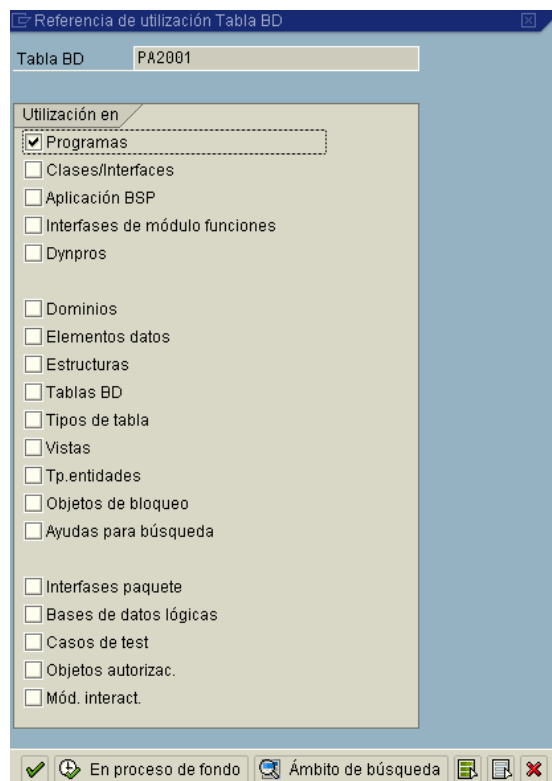 Referencia de utilización Tabla BD
Tabla BD PA2001
Utilización en
Programas
Clases/Interfaces
Aplicación BSP
Interfases de módulo funciones
Dynpros
Dominios
Elementos datos
Estructuras
Tablas BD
Tipos de tabla
Vistas
Tp.entidades
Objetos de bloqueo
Ayudas para búsqueda
Interfases paquete
Bases de datos lógicas
Casos de test
Objetos autorizac.
Mód. interact.
En proceso de fondo Ámbito de búsqueda